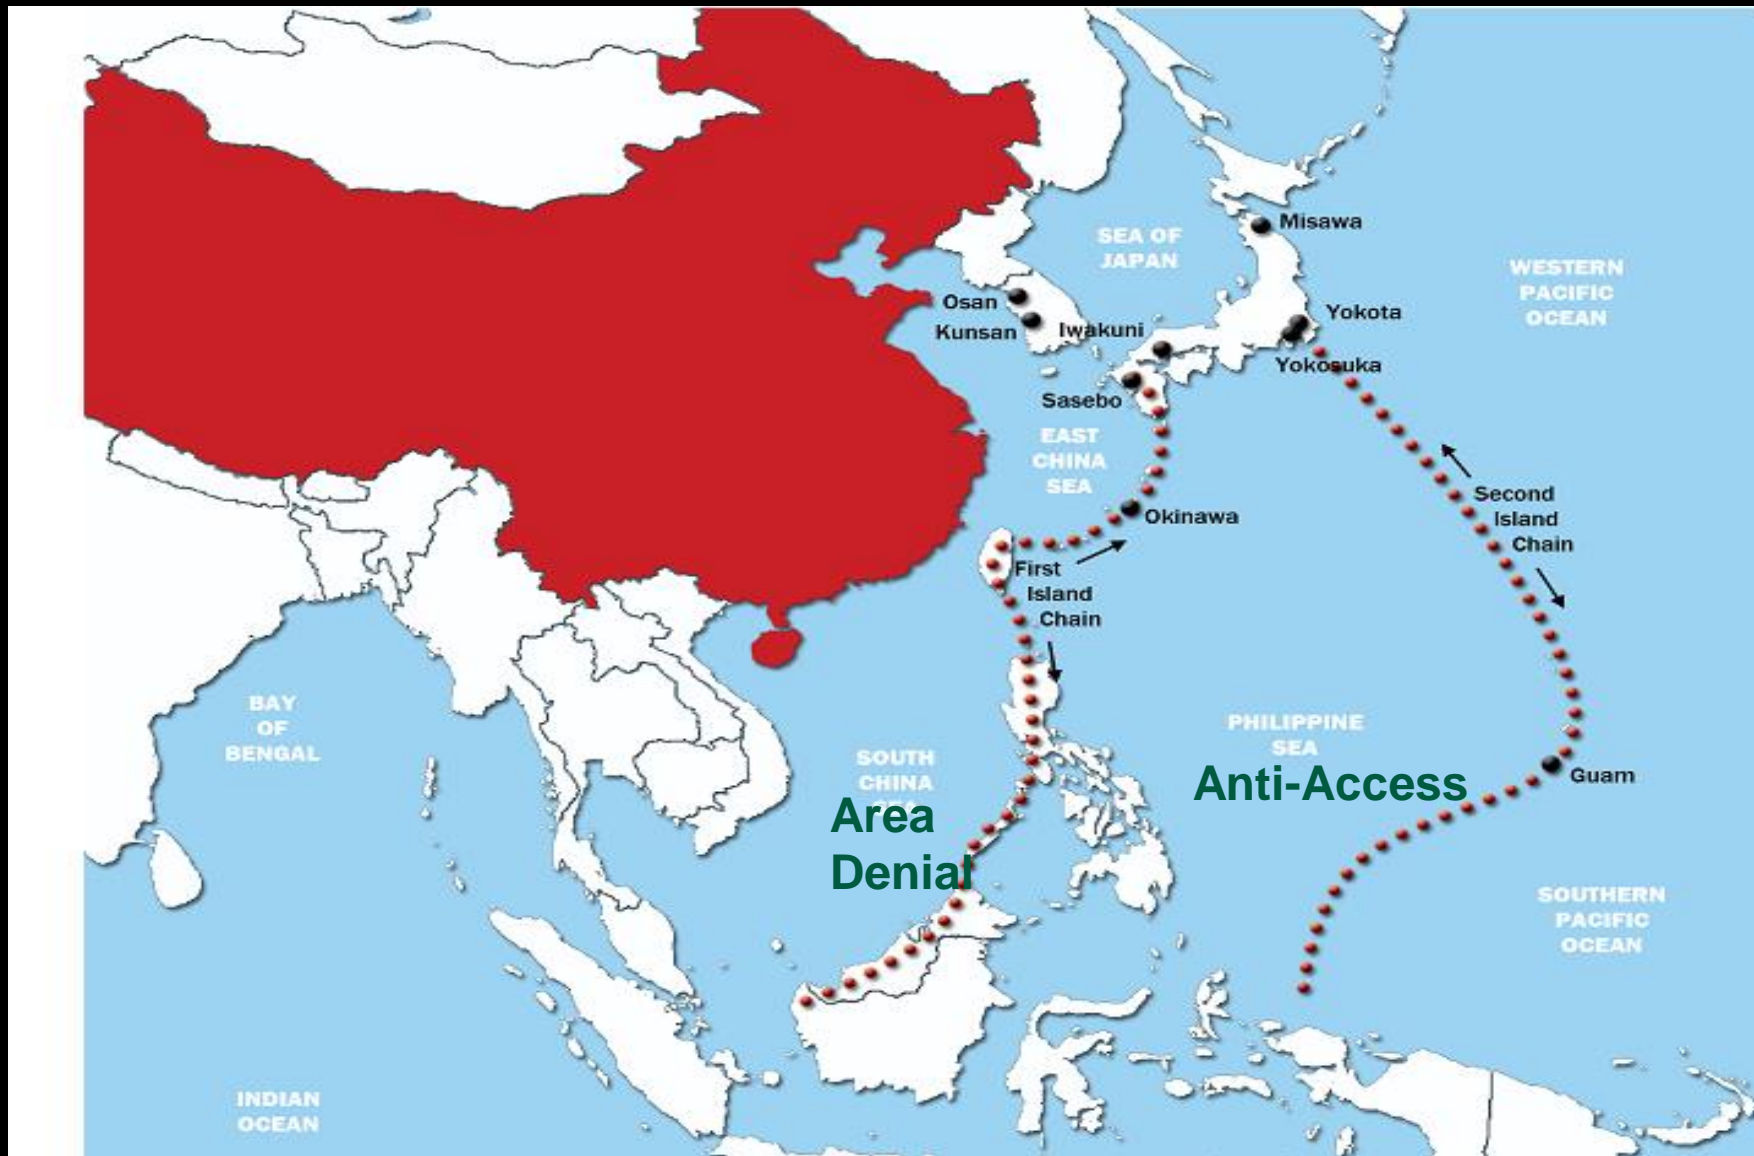 SEA OF
JAPAN
Misawa
WESTERN
PACIFIC
OCEAN
Osan
Kunsan
Iwakuni
Yokota
Yokosuka
Sasebo
EAST
CHINA
SEA
Okinawa
Second
Island
Chain
First
Island
Chain
BAY
OF
BENGAL
SOUTH
CHINA
SEA
Area
Denial
PHILIPPINE
SEA
Anti-Access
Guam
SOUTHERN
PACIFIC
OCEAN
INDIAN
OCEAN